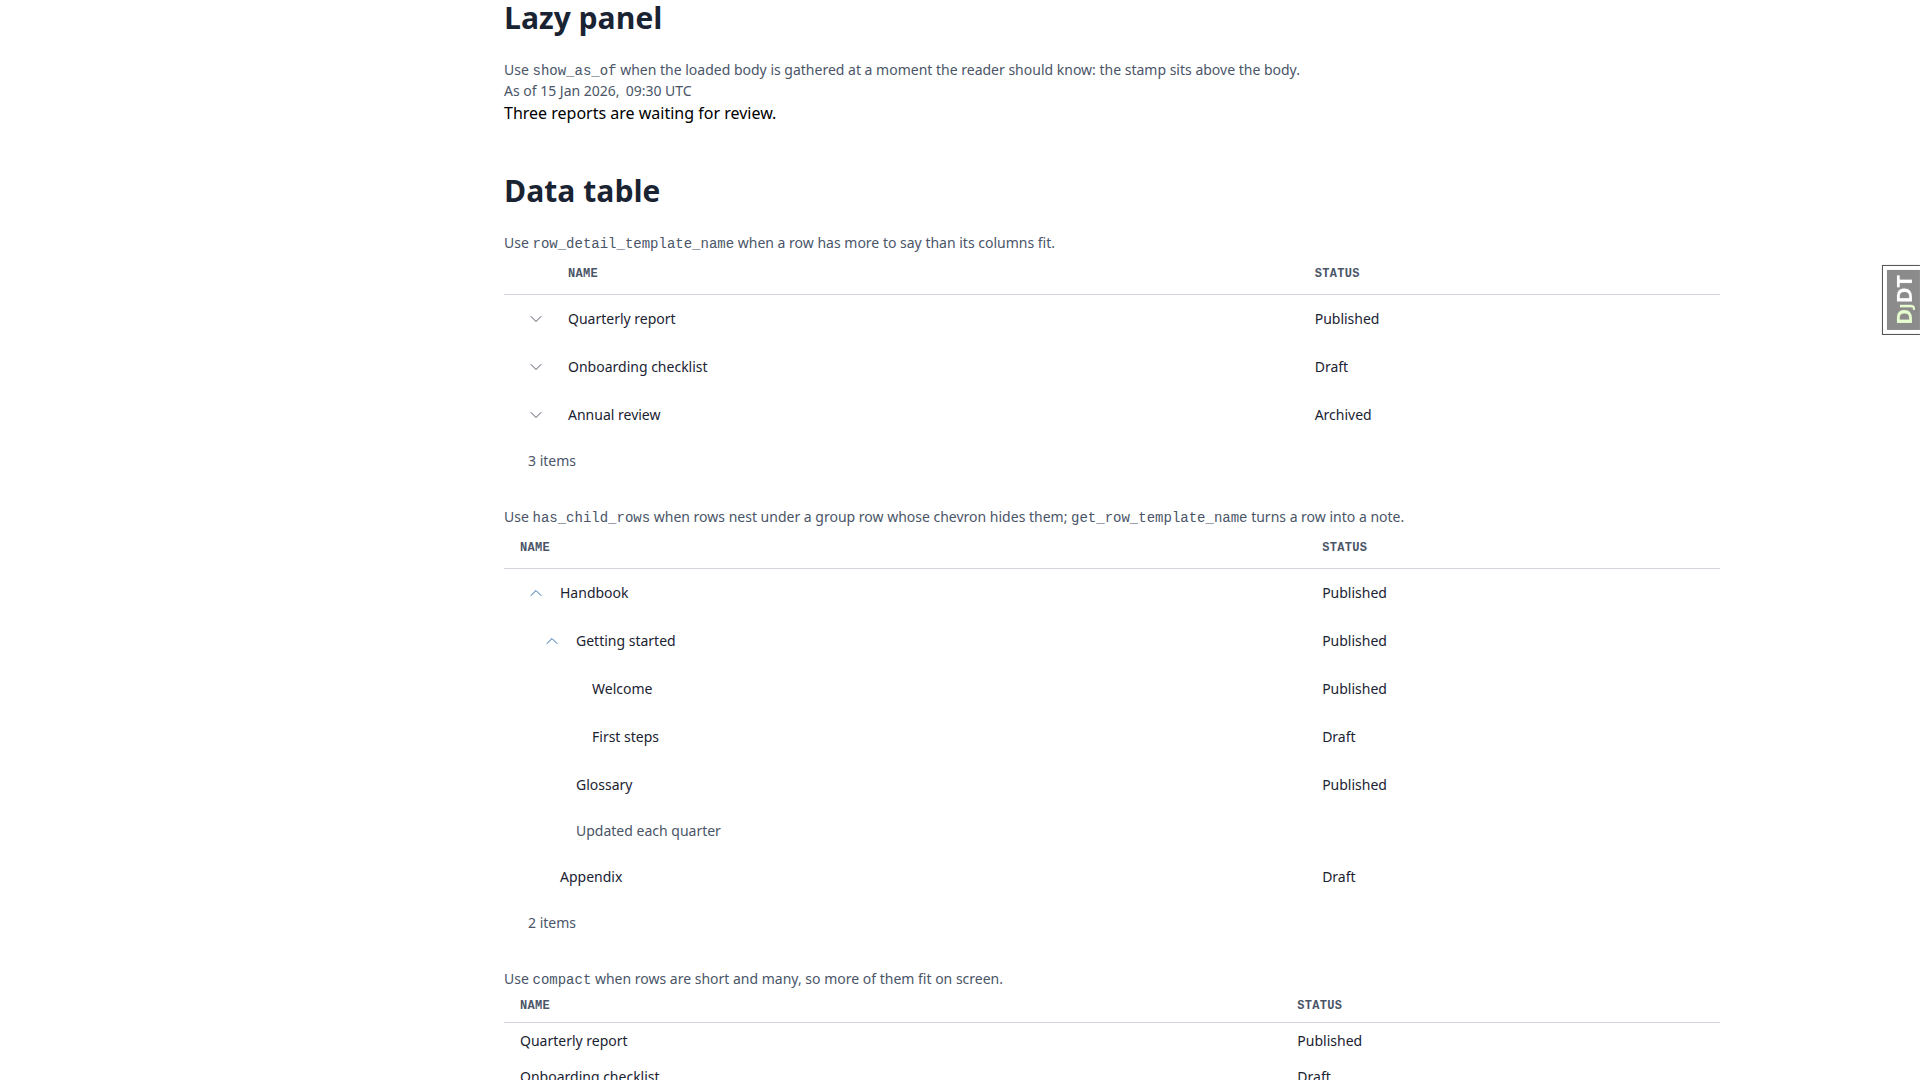 Lazy panel
Use show_as_of when the loaded body is gathered at a moment the reader should know: the stamp sits above the body.
As of 15 Jan 2026, 09:30 UTC
Three reports are waiting for review.
Data table
Use row_detail_template_name when a row has more to say than its columns fit.
NAME STATUS
Quarterly report Published
Onboarding checklist Draft
Annual review Archived
3 items
Use has_child_rows when rows nest under a group row whose chevron hides them; get_row_template_name turns a row into a note.
NAME STATUS
Handbook Published
Getting started Published
Welcome Published
First steps Draft
Glossary Published
Updated each quarter
Appendix Draft
2 items
Use compact when rows are short and many, so more of them fit on screen.
NAME STATUS
Quarterly report Published
Onboarding checklist Draft
DJDT